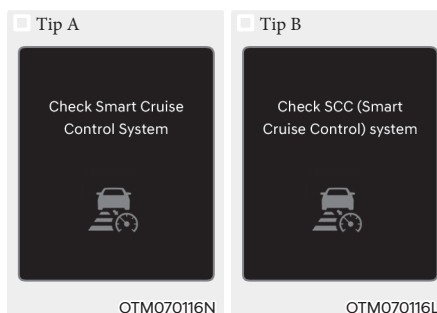 Tip A
Check Smart Cruise
Control System
OTM070116N
Tip B
Check SCC (Smart
Cruise Control) system
OTM070116L